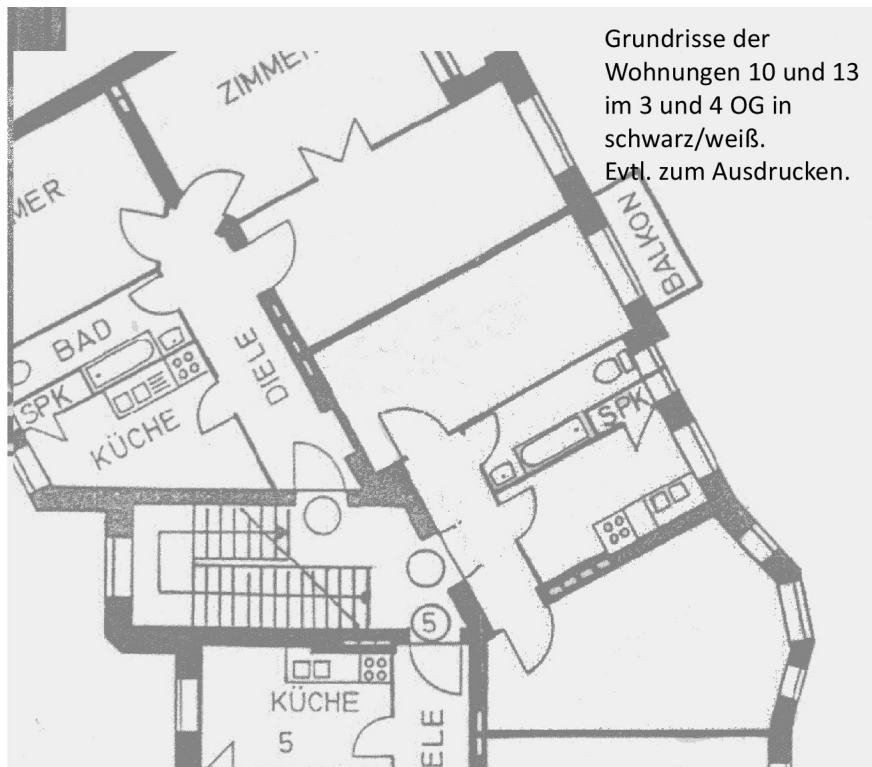 Grundrisse der
Wohnungen 10 und 13
im 3 und 4 OG in
schwarz/weiß.
Evtl. zum Ausdrucken.
ZIMMER
MER
BALKON
BAD
DIELE
SPK
KÜCHE
SPK
5
KÜCHE
5
ELE